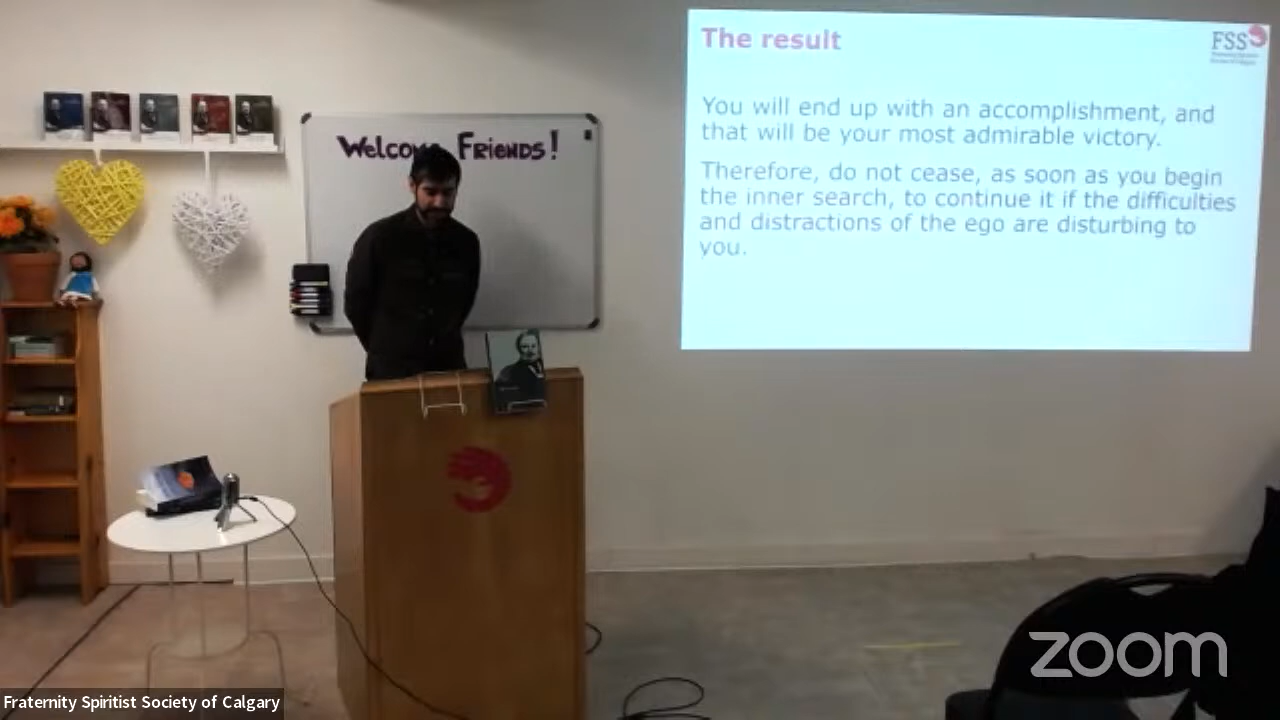 The result
FSS
You will end up with an accomplishment, and
that will be your most admirable victory.
Therefore, do not cease, as soon as you begin
the inner search, to continue it if the difficulties
and distractions of the ego are disturbing to
you.
Welcome Friends!
zoom
Fraternity Spiritist Society of Calgary